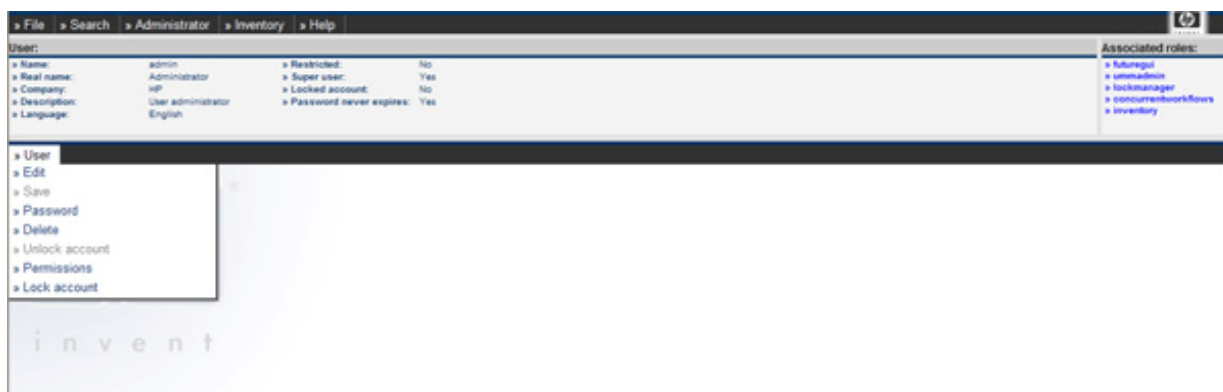 » File » Search » Administrator » Inventory » Help
hp
User:
» Name: admin » Restricted: No
» Real name: Administrator » Super user: Yes
» Company: HP » Locked account: No
» Description: User administrator » Password never expires: Yes
» Language: English
Associated roles:
» futuregui
» ummadmin
» lockmanager
» concurrentworkflows
» inventory
» User
» Edit
» Save
» Password
» Delete
» Unlock account
» Permissions
» Lock account
invent